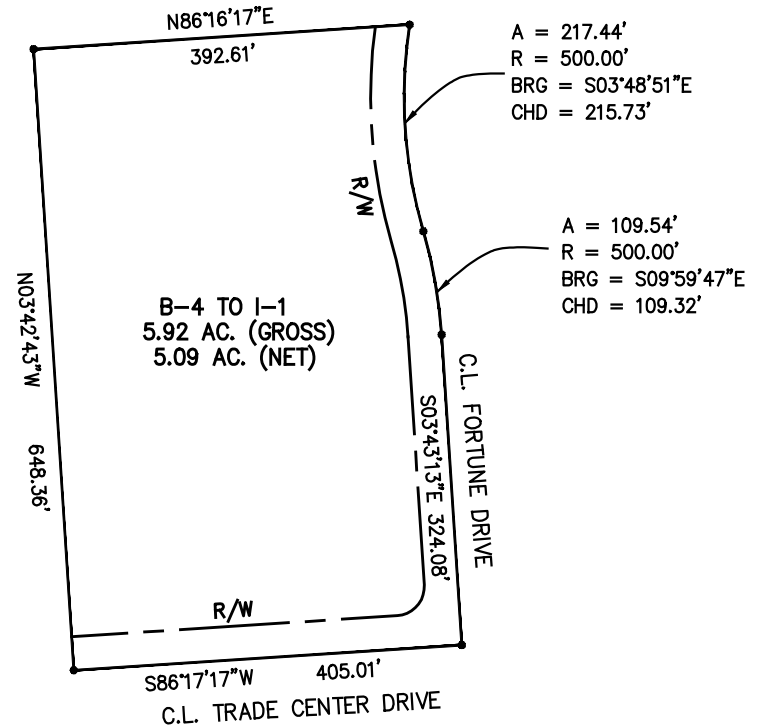 N86°16'17"E
392.61'
A = 217.44'
R = 500.00'
BRG = S03°48'51"E
CHD = 215.73'
R/W
A = 109.54'
R = 500.00'
BRG = S09°59'47"E
CHD = 109.32'
N03°42'43"W 648.36'
B-4 TO I-1
5.92 AC. (GROSS)
5.09 AC. (NET)
S03°43'13"E 324.08'
C.L. FORTUNE DRIVE
R/W
S86°17'17"W 405.01'
C.L. TRADE CENTER DRIVE